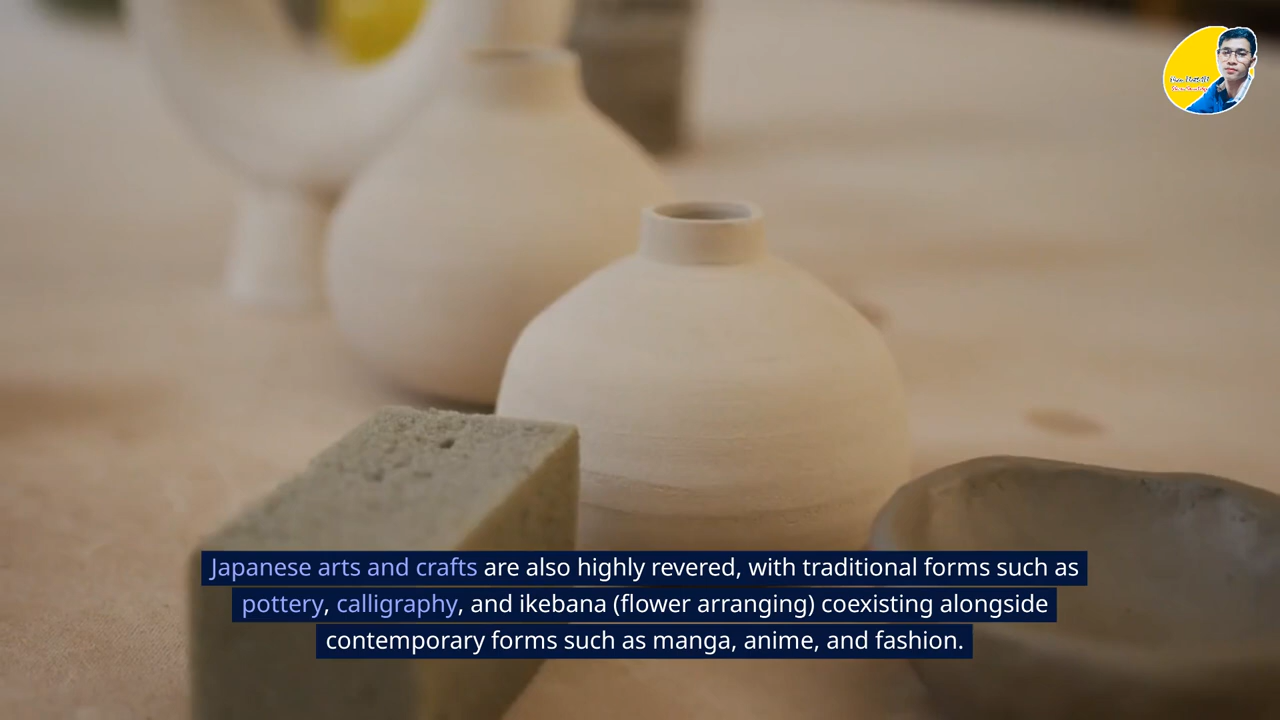 Japanese arts and crafts are also highly revered, with traditional forms such as
pottery, calligraphy, and ikebana (flower arranging) coexisting alongside
contemporary forms such as manga, anime, and fashion.